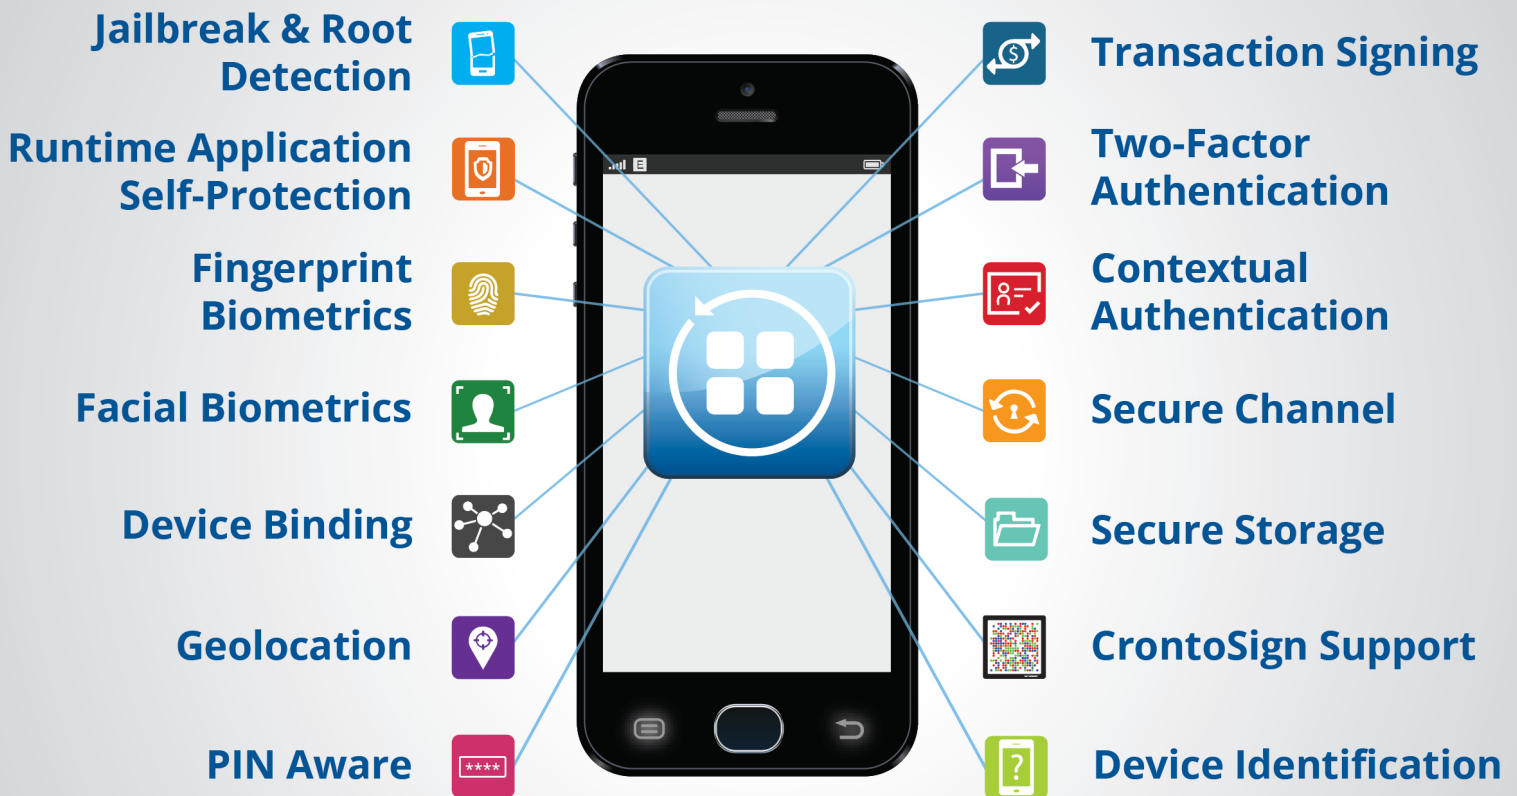 Jailbreak & Root
Detection
Runtime Application
Self-Protection
Fingerprint
Biometrics
Facial Biometrics
Device Binding
Geolocation
PIN Aware
****
E
Transaction Signing
$
Two-Factor
Authentication
Contextual
Authentication
Secure Channel
Secure Storage
CrontoSign Support
Device Identification
?